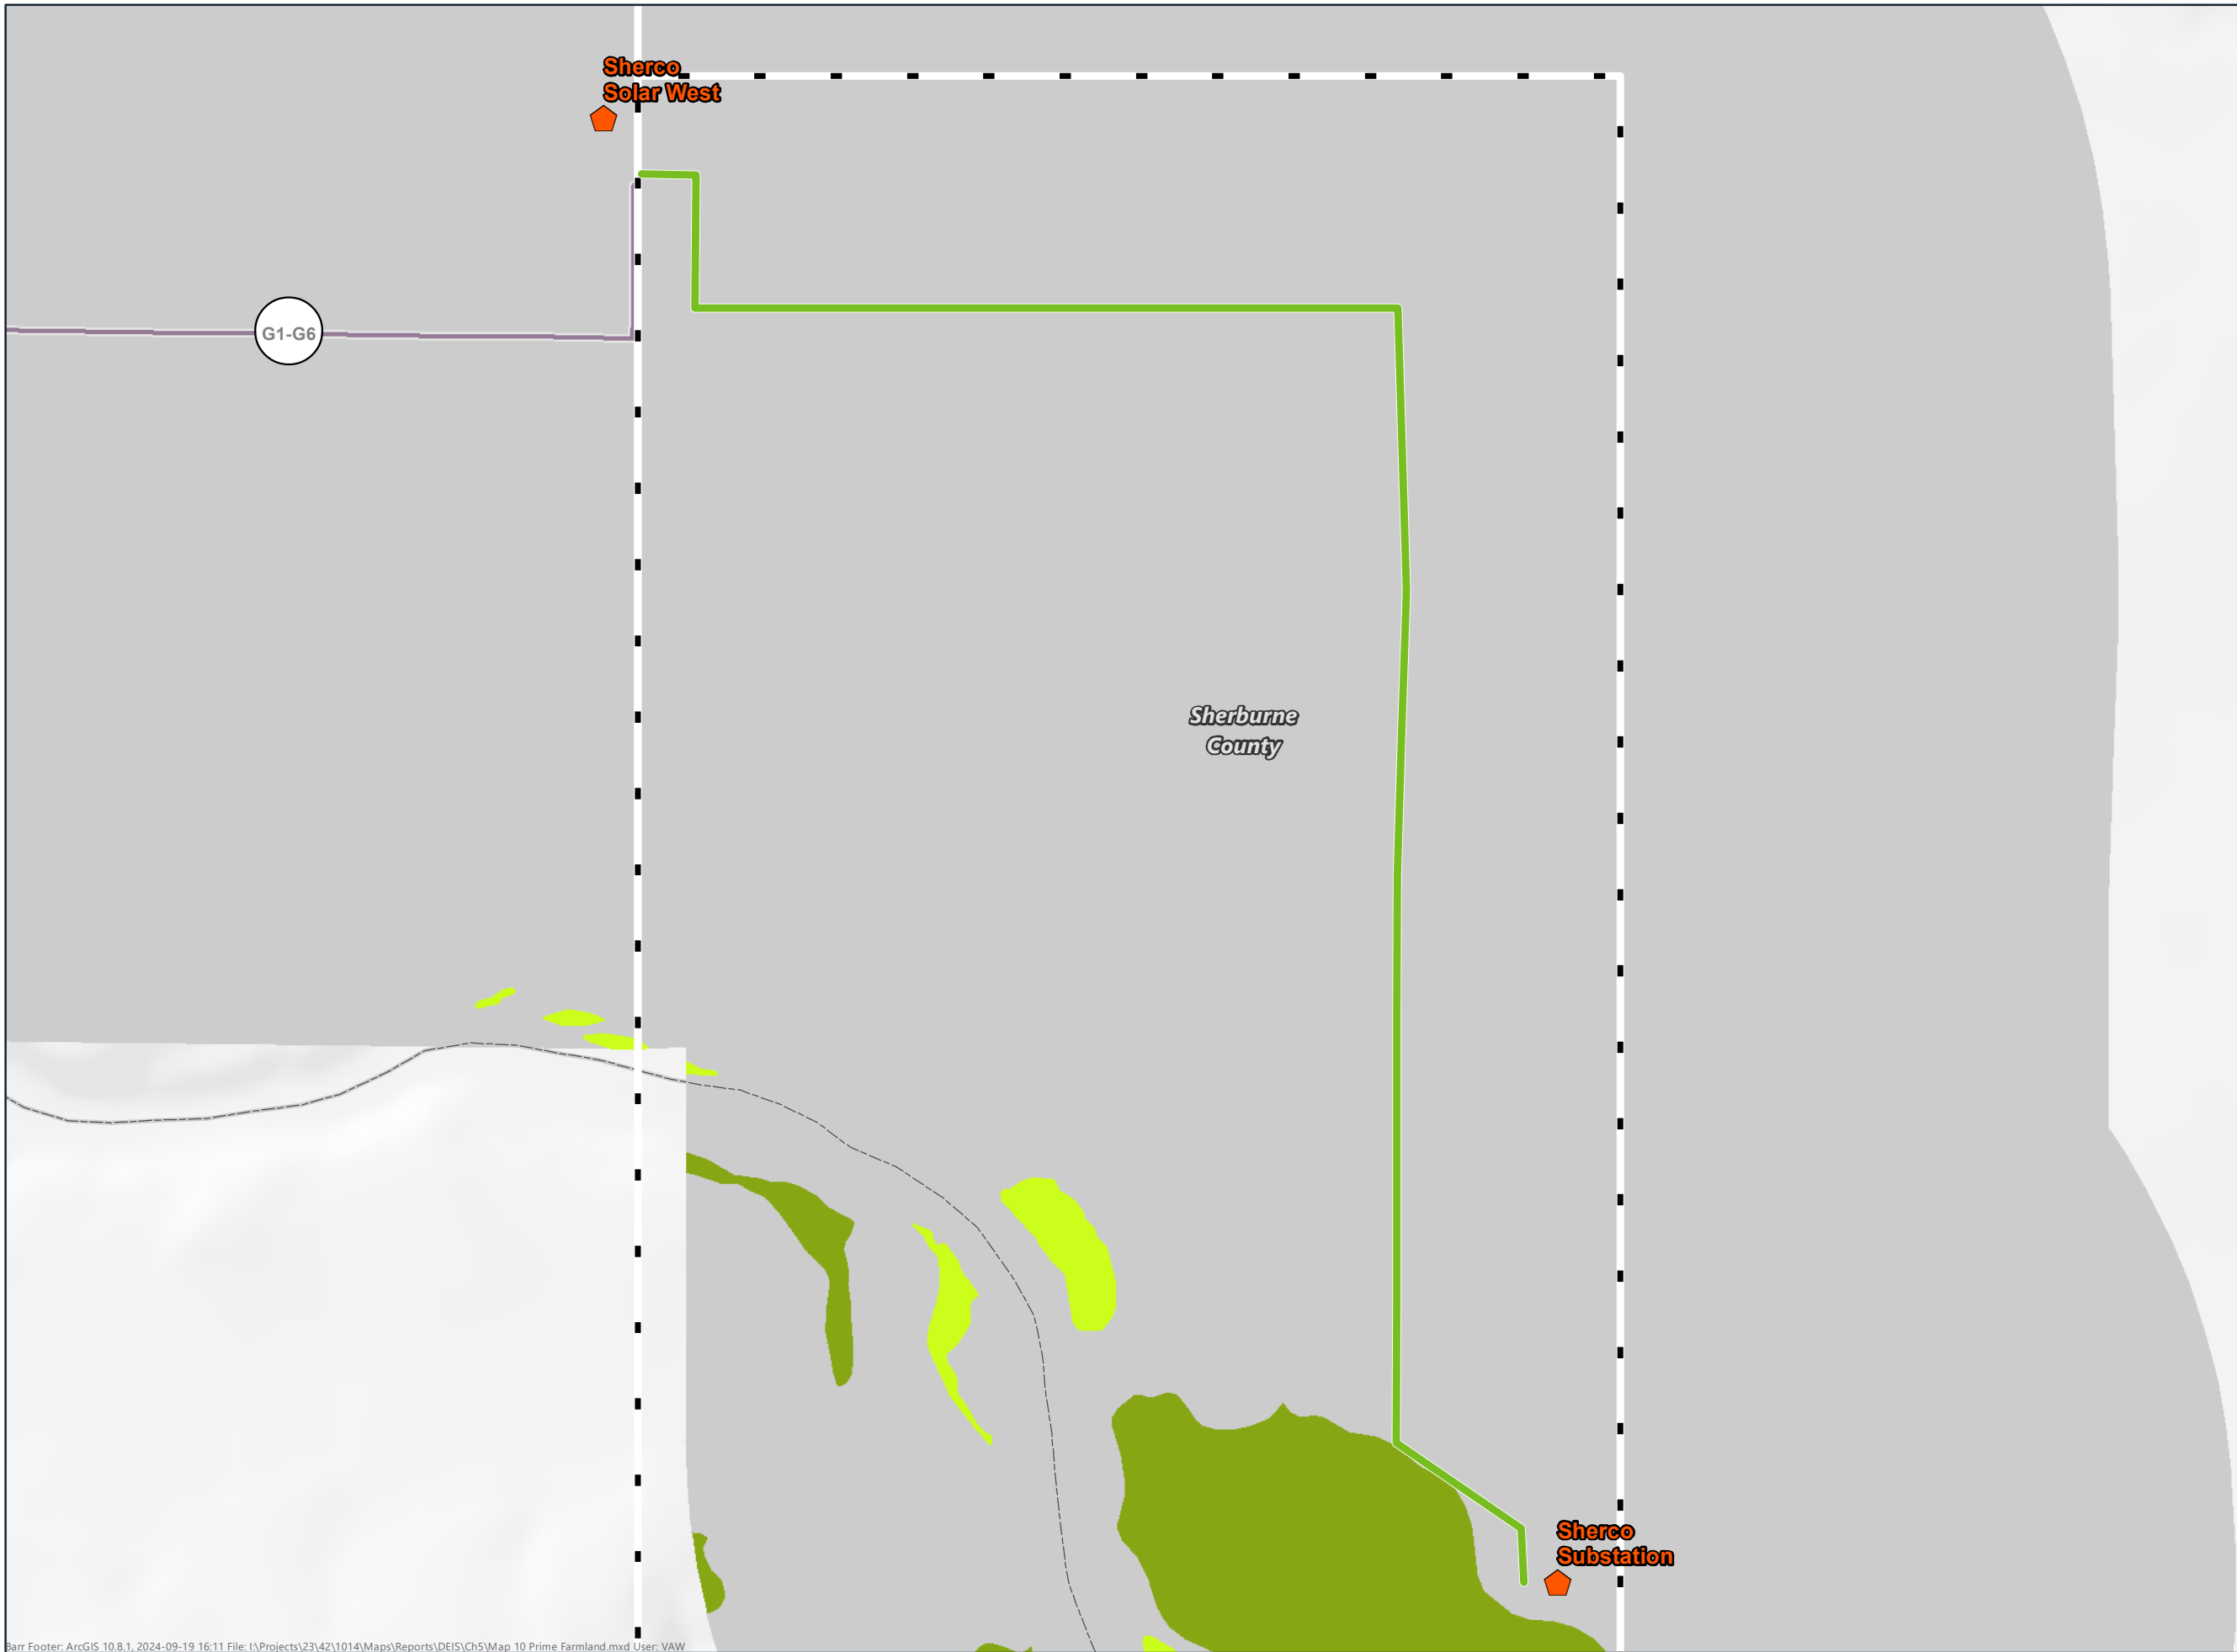 Sherco
Solar West
G1-G6
Sherburne
County
Sherco
Substation
Barr Footer: ArcGIS 10.8.1, 2024-09-19 16:11 File: I:\Projects\23\42\1014\Maps\Reports\DEIS\Ch5\Map 10 Prime Farmland.mxd User: VAW